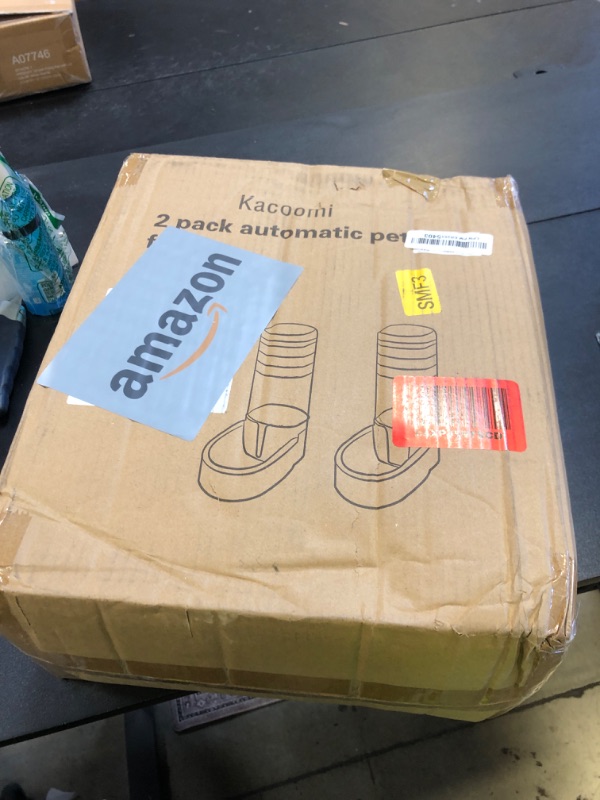 A07746
Kacoomi
2 pack automatic pet
f
amazon
SMF3